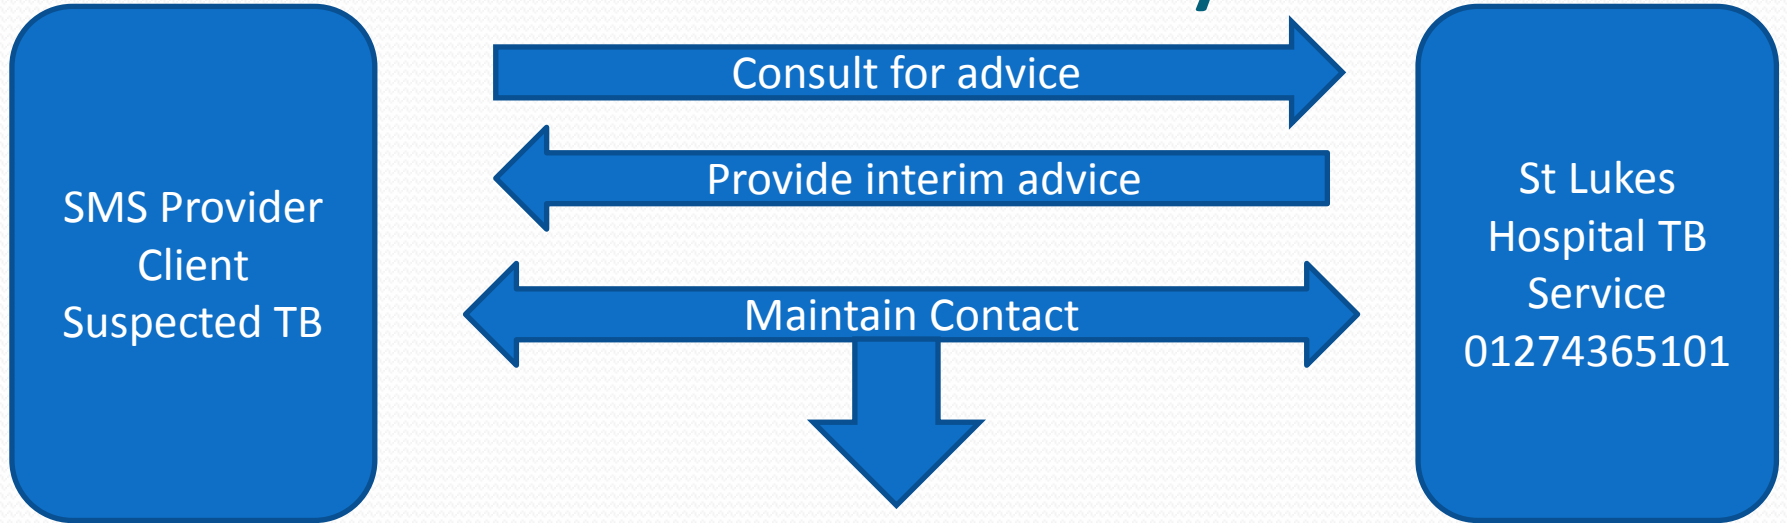 Consult for advice
Provide interim advice
Maintain Contact
SMS Provider
Client
Suspected TB
St Lukes
Hospital TB
Service
01274365101